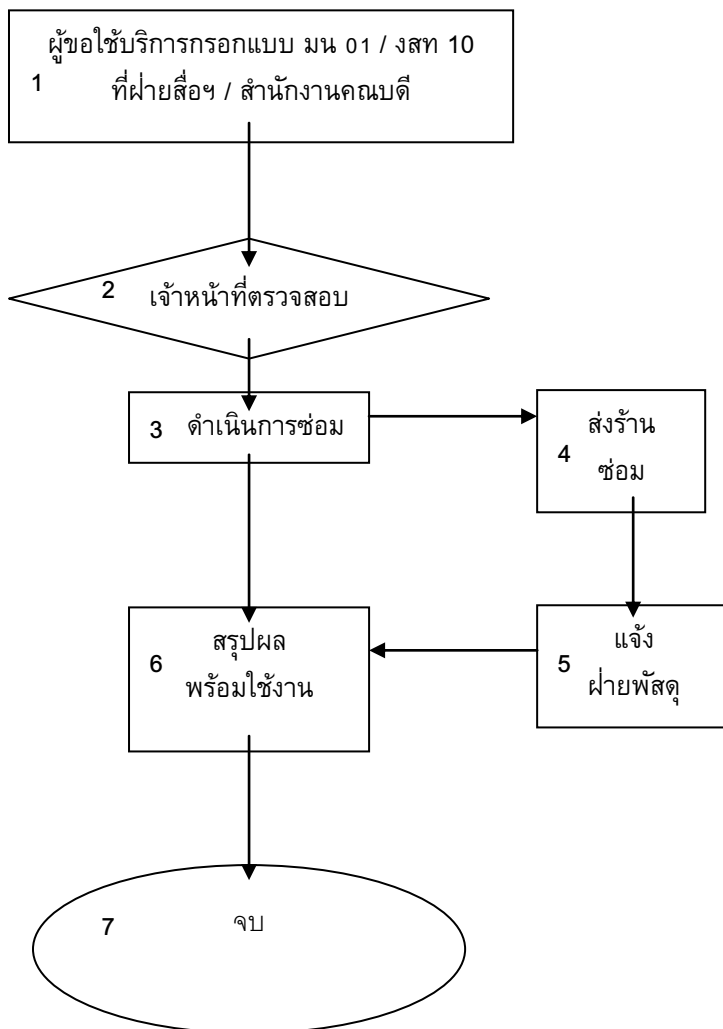 ผู้ขอใช้บริการกรอกแบบ มน 01 / งสท 10
1 ที่ฝ่ายสื่อฯ / สำนักงานคณบดี
2 เจ้าหน้าที่ตรวจสอบ
3 ดำเนินการซ่อม
ส่งร้าน
4 ซ่อม
แจ้ง
5 ฝ่ายพัสดุ
สรุปผล
6 พร้อมใช้งาน
7 จบ